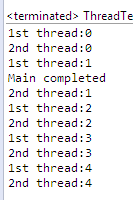 <terminated> ThreadTe
1st thread:0
2nd thread:0
1st thread:1
Main completed
2nd thread:1
1st thread:2
2nd thread:2
1st thread:3
2nd thread:3
1st thread:4
2nd thread:4